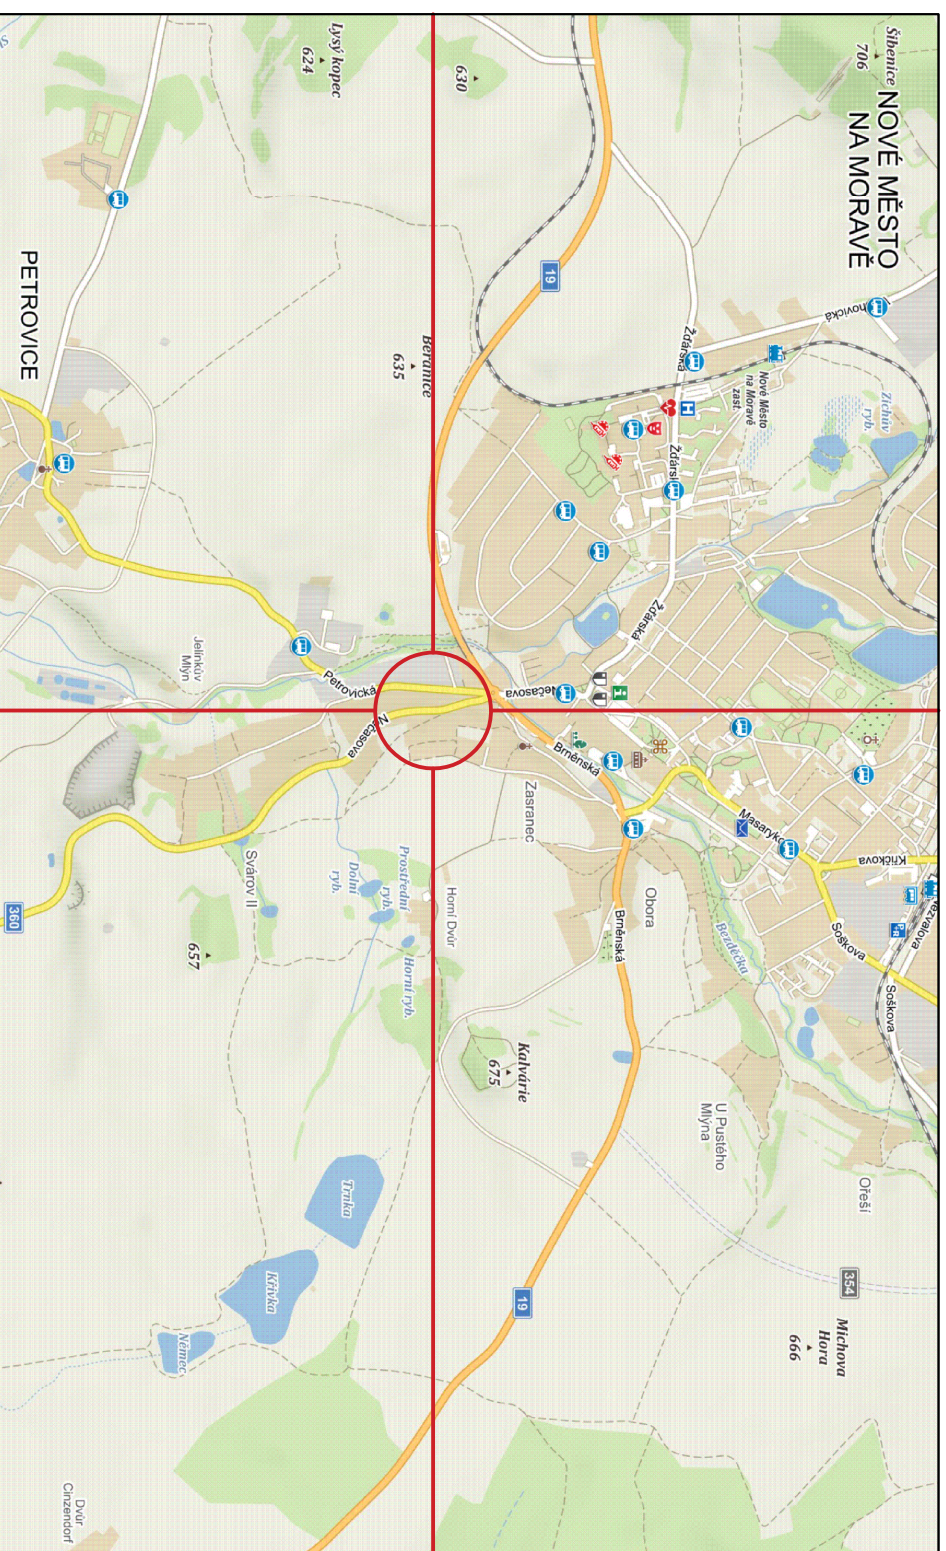 NOVÉ MĚSTO
NA MORAVĚ
Šibenice
706
Lysý kopec
624
630
19
Beranice
635
PETROVICE
Žďárská
Nové Město
na Moravě
zast.
H
Zichův
ryb.
Žďárská
Nečasova
Petrovická
Jelínkův
Mlýn
Nečasova
Brněnská
Zasranec
Masarykova
Křičkova
Nezvalova
P+R
Soškova
Soškova
Bezděčka
Obora
Brněnská
Horní Dvůr
Prostřední
ryb.
Dolní
ryb.
Horní ryb.
Svárov II
657
360
Kalvárie
675
U Pustého
Mlýna
Ořeší
354
Michova
Hora
666
Trnka
Křivka
Němec
19
Dvůr
Cinzendorf